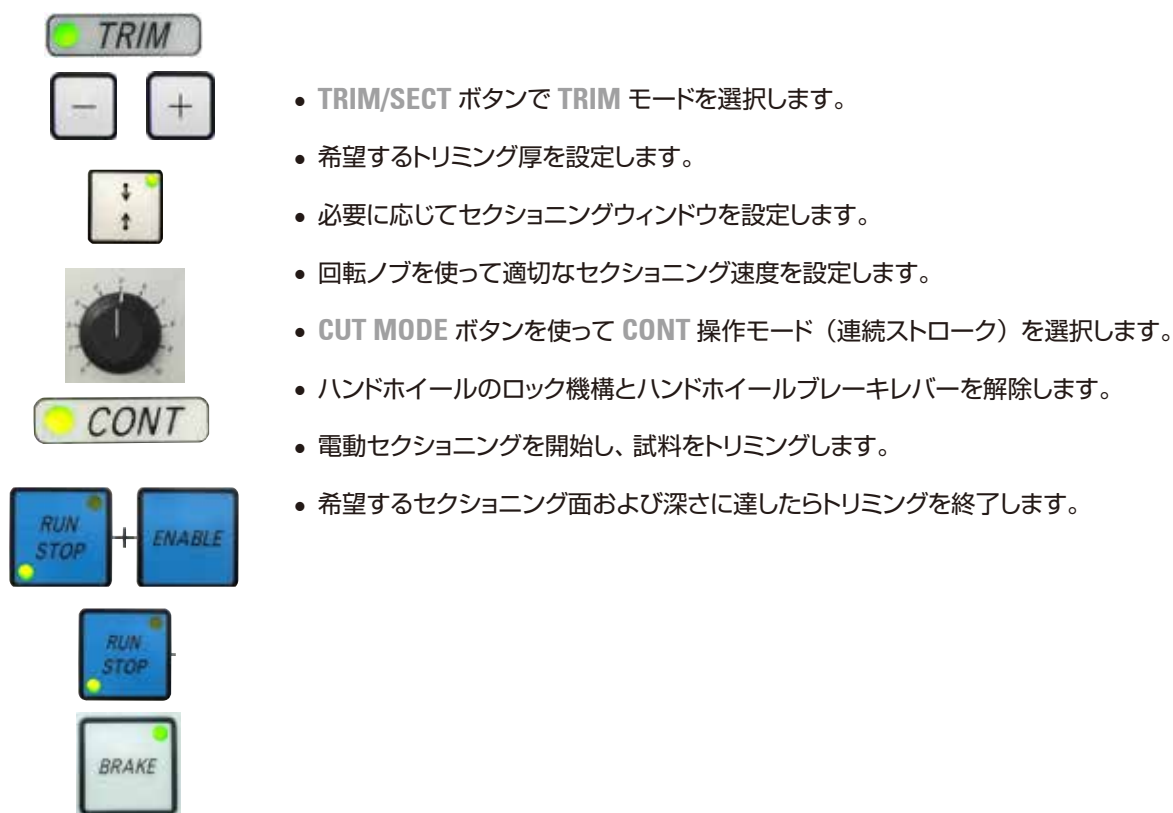 TRIM
− +
• TRIM/SECT ボタンで TRIM モードを選択します。
• 希望するトリミング厚を設定します。
• 必要に応じてセクショニングウィンドウを設定します。
• 回転ノブを使って適切なセクショニング速度を設定します。
• CUT MODE ボタンを使って CONT 操作モード（連続ストローク）を選択します。
• ハンドホイールのロック機構とハンドホイールブレーキレバーを解除します。
CONT
• 電動セクショニングを開始し、試料をトリミングします。
• 希望するセクショニング面および深さに達したらトリミングを終了します。
RUN
STOP + ENABLE
RUN
STOP
BRAKE